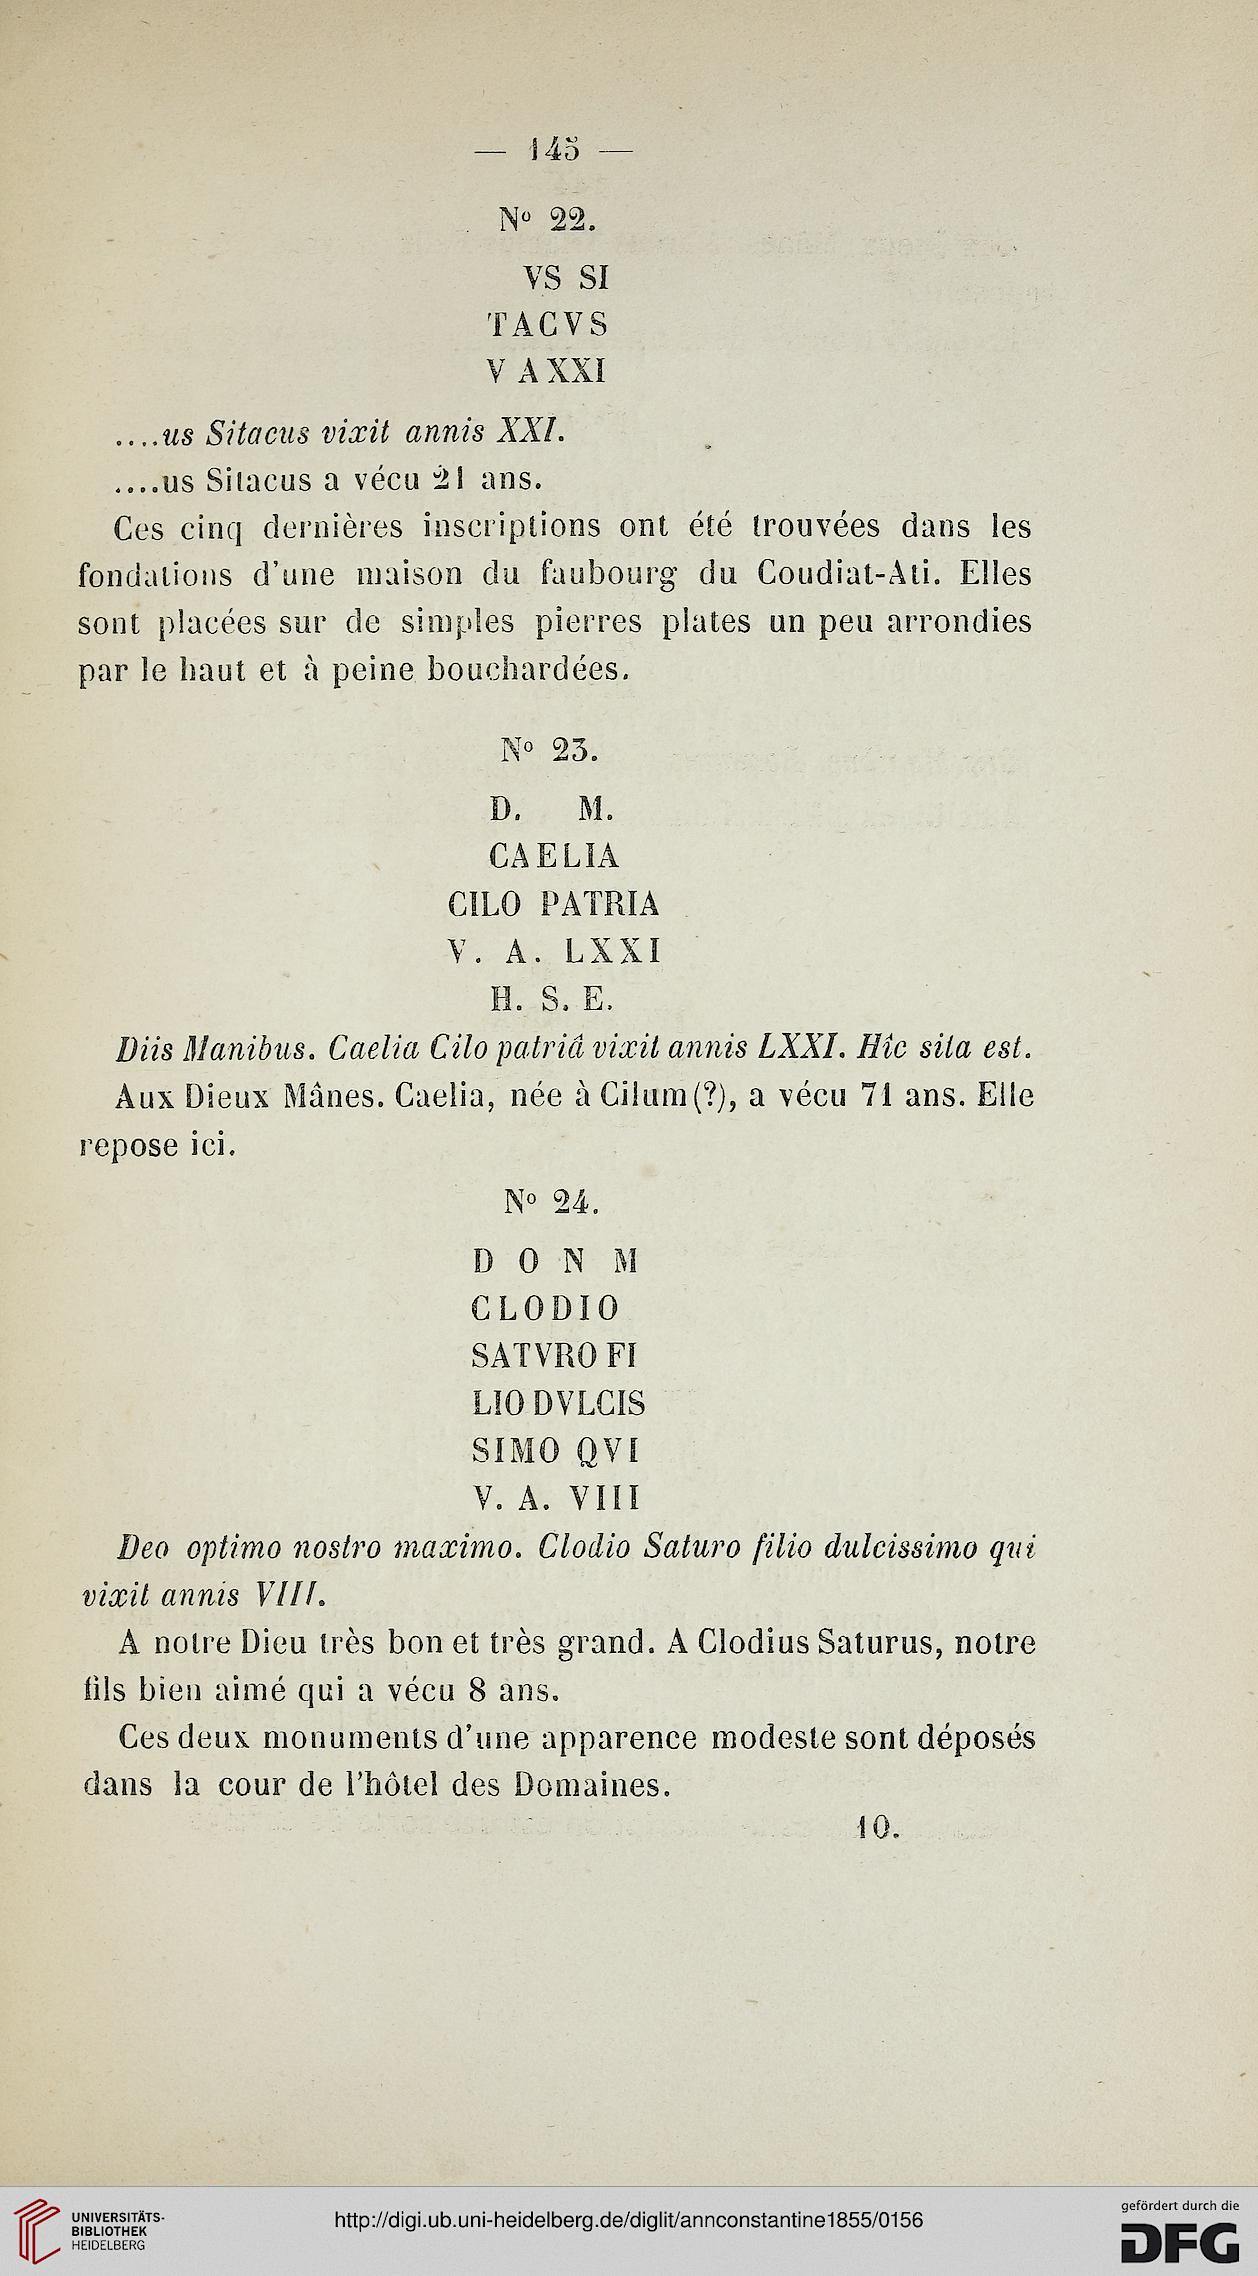 — 145 —
Nº 22.
VS SI
TACVS
V A XXI
....us Sitacus vixit annis XXI.
....us Sitacus a vécu 21 ans.
Ces cinq dernières inscriptions ont été trouvées dans les
fondations d'une maison du faubourg du Coudiat-Ati. Elles
sont placées sur de simples pierres plates un peu arrondies
par le haut et à peine bouchardées.
Nº 23.
D. M.
CAELIA
CILO PATRIA
V. A. LXXI
H. S. E.
Diis Manibus. Caelia Cilo patriâ vixit annis LXXI. Hîc sita est.
Aux Dieux Mânes. Caelia, née à Cilum (?), a vécu 71 ans. Elle
repose ici.
Nº 24.
D O N M
CLODIO
SATVRO FI
LIO DVLCIS
SIMO QVI
V. A. VIII
Deo optimo nostro maximo. Clodio Saturo filio dulcissimo qui
vixit annis VIII.
A notre Dieu très bon et très grand. A Clodius Saturus, notre
fils bien aimé qui a vécu 8 ans.
Ces deux monuments d'une apparence modeste sont déposés
dans la cour de l'hôtel des Domaines.
10.
UNIVERSITÄTS-
BIBLIOTHEK
HEIDELBERG
http://digi.ub.uni-heidelberg.de/diglit/annconstantine1855/0156
gefördert durch die
DFG